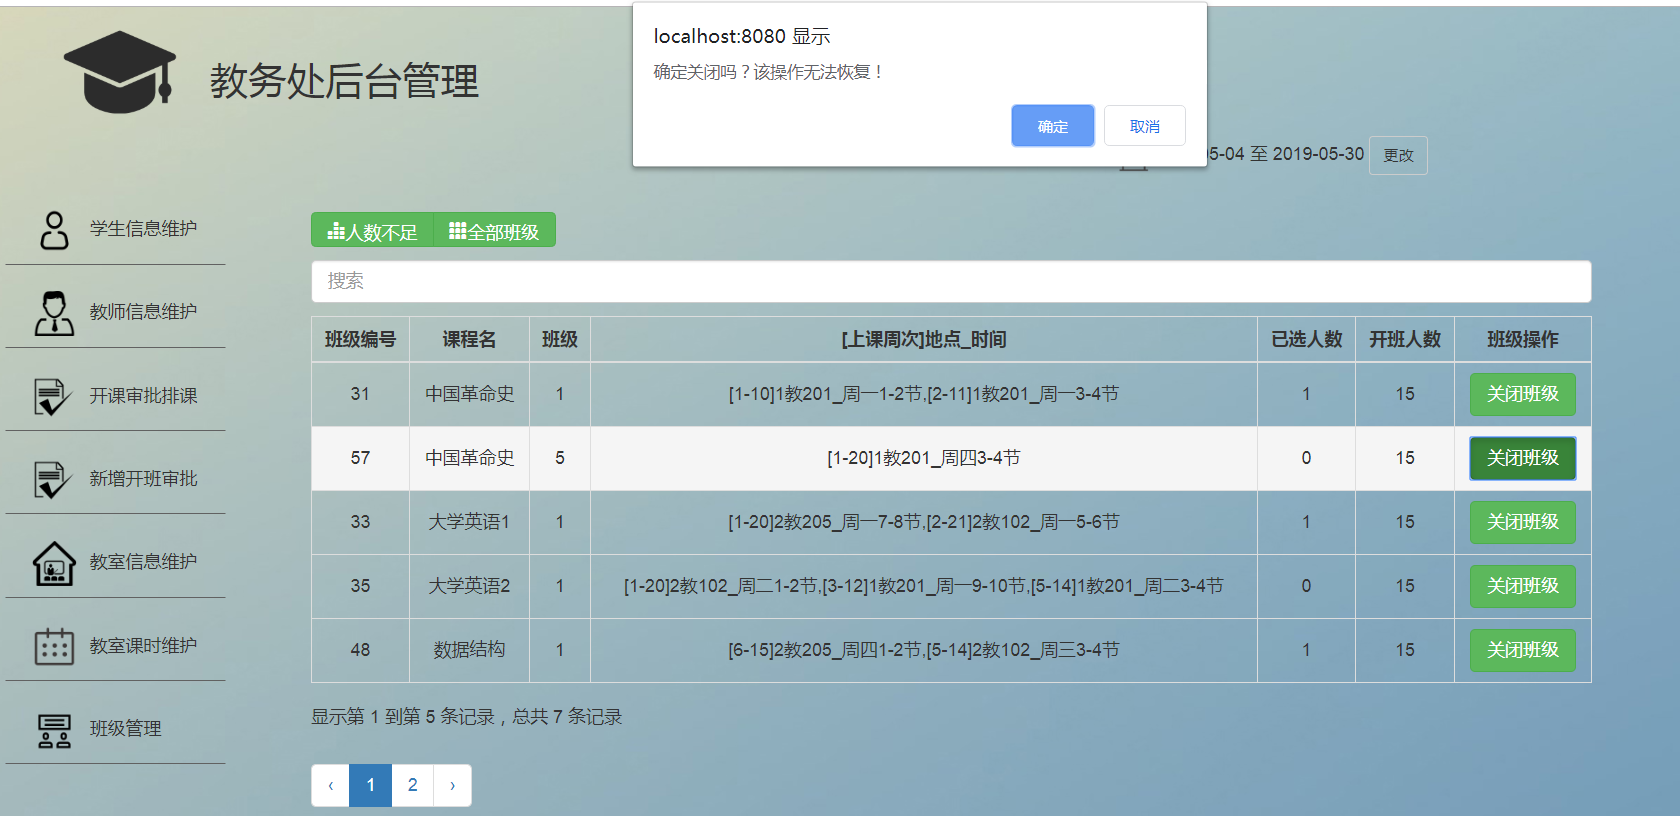 localhost:8080 显示
确定关闭吗？该操作无法恢复！
确定 取消
教务处后台管理
5-04 至 2019-05-30 更改
学生信息维护
教师信息维护
开课审批排课
新增开班审批
教室信息维护
教室课时维护
班级管理
人数不足 全部班级
搜索
班级编号 课程名 班级 [上课周次]地点_时间 已选人数 开班人数 班级操作
31 中国革命史 1 [1-10]1教201_周一1-2节,[2-11]1教201_周一3-4节 1 15 关闭班级
57 中国革命史 5 [1-20]1教201_周四3-4节 0 15 关闭班级
33 大学英语1 1 [1-20]2教205_周一7-8节,[2-21]2教102_周一5-6节 1 15 关闭班级
35 大学英语2 1 [1-20]2教102_周二1-2节,[3-12]1教201_周一9-10节,[5-14]1教201_周二3-4节 0 15 关闭班级
48 数据结构 1 [6-15]2教205_周四1-2节,[5-14]2教102_周三3-4节 1 15 关闭班级
显示第 1 到第 5 条记录，总共 7 条记录
‹ 1 2 ›